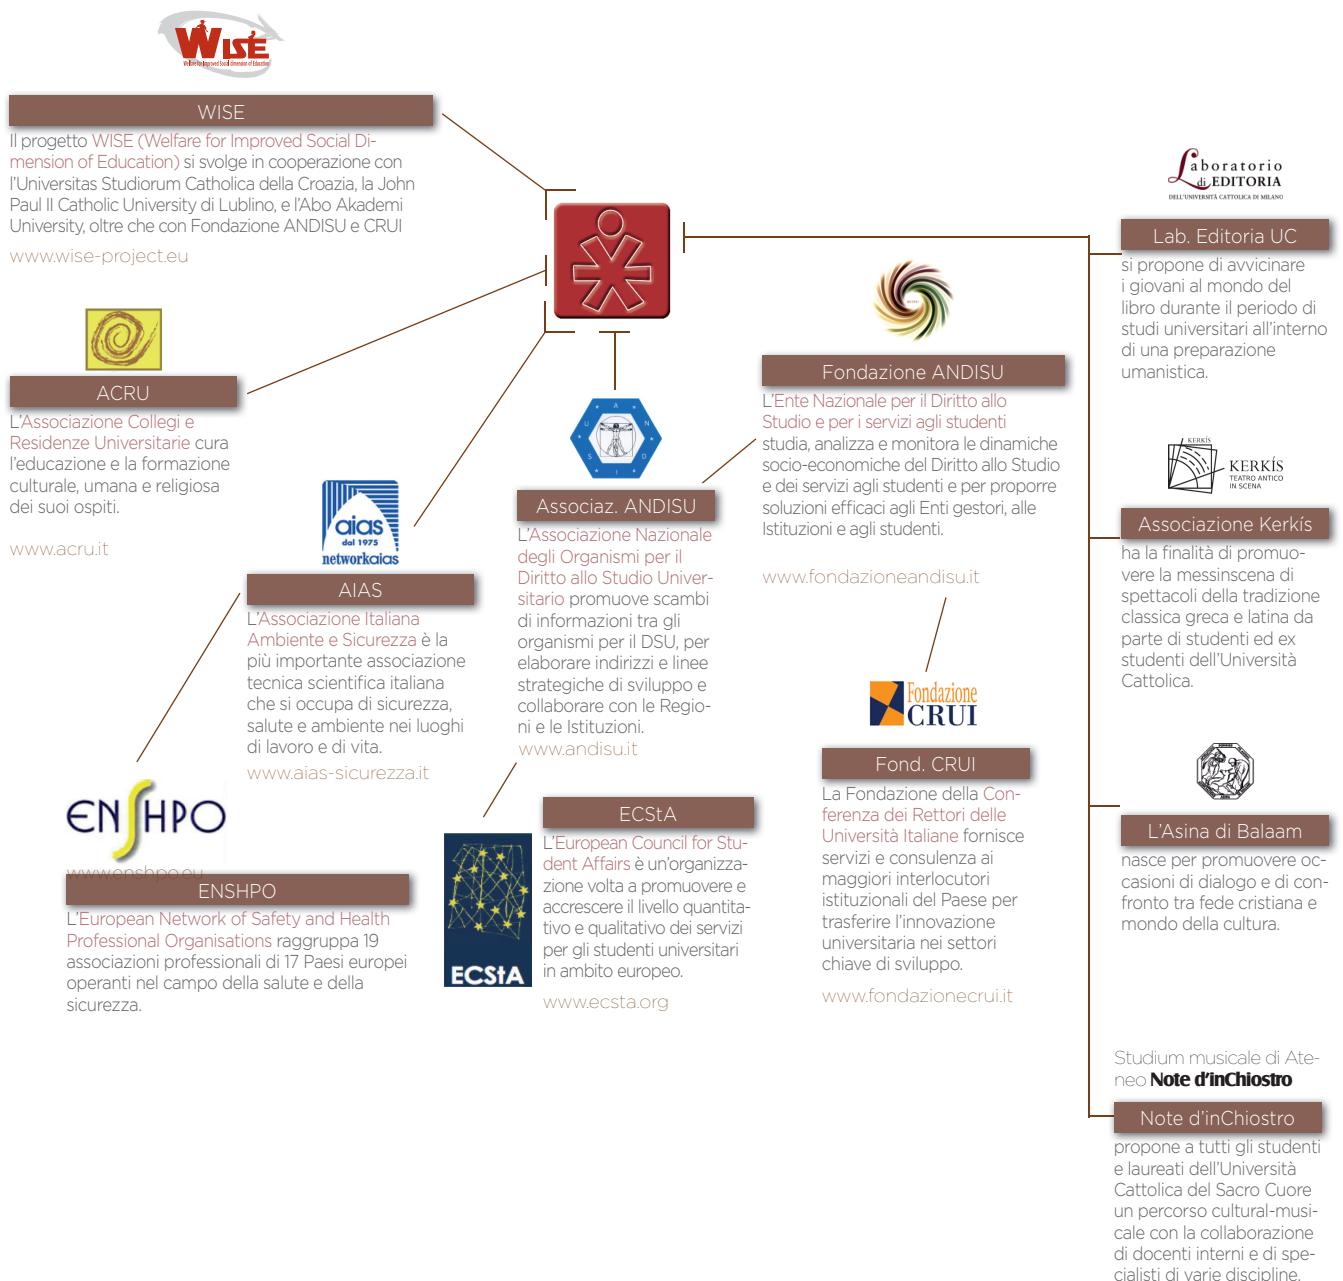 WISE
Welfare for Improved Social dimension of Education
WISE
Il progetto WISE (Welfare for Improved Social Di-
mension of Education) si svolge in cooperazione con
l'Universitas Studiorum Catholica della Croazia, la John
Paul II Catholic University di Lublino, e l'Abo Akademi
University, oltre che con Fondazione ANDISU e CRUI
www.wise-project.eu
ACRU
L'Associazione Collegi e
Residenze Universitarie cura
l'educazione e la formazione
culturale, umana e religiosa
dei suoi ospiti.
www.acru.it
aias
dal 1975
networkaias
AIAS
L'Associazione Italiana
Ambiente e Sicurezza è la
più importante associazione
tecnica scientifica italiana
che si occupa di sicurezza,
salute e ambiente nei luoghi
di lavoro e di vita.
www.aias-sicurezza.it
ENSHPO
www.enshpo.eu
ENSHPO
L'European Network of Safety and Health
Professional Organisations raggruppa 19
associazioni professionali di 17 Paesi europei
operanti nel campo della salute e della
sicurezza.
A N D I S U
Associaz. ANDISU
L'Associazione Nazionale
degli Organismi per il
Diritto allo Studio Univer-
sitario promuove scambi
di informazioni tra gli
organismi per il DSU, per
elaborare indirizzi e linee
strategiche di sviluppo e
collaborare con le Regio-
ni e le Istituzioni.
www.andisu.it
ECStA
ECStA
L'European Council for Stu-
dent Affairs è un'organizza-
zione volta a promuovere e
accrescere il livello quantita-
tivo e qualitativo dei servizi
per gli studenti universitari
in ambito europeo.
www.ecsta.org
Fondazione ANDISU
L'Ente Nazionale per il Diritto allo
Studio e per i servizi agli studenti
studia, analizza e monitora le dinamiche
socio-economiche del Diritto allo Studio
e dei servizi agli studenti e per proporre
soluzioni efficaci agli Enti gestori, alle
Istituzioni e agli studenti.
www.fondazioneandisu.it
Fondazione
CRUI
Fond. CRUI
La Fondazione della Con-
ferenza dei Rettori delle
Università Italiane fornisce
servizi e consulenza ai
maggiori interlocutori
istituzionali del Paese per
trasferire l'innovazione
universitaria nei settori
chiave di sviluppo.
www.fondazionecrui.it
Laboratorio
di EDITORIA
DELL'UNIVERSITÀ CATTOLICA DI MILANO
Lab. Editoria UC
si propone di avvicinare
i giovani al mondo del
libro durante il periodo di
studi universitari all'interno
di una preparazione
umanistica.
KERKÍS
KERKÍS
TEATRO ANTICO
IN SCENA
Associazione Kerkís
ha la finalità di promuo-
vere la messinscena di
spettacoli della tradizione
classica greca e latina da
parte di studenti ed ex
studenti dell'Università
Cattolica.
L'Asina di Balaam
nasce per promuovere oc-
casioni di dialogo e di con-
fronto tra fede cristiana e
mondo della cultura.
Studium musicale di Ate-
neo Note d'inChiostro
Note d'inChiostro
propone a tutti gli studenti
e laureati dell'Università
Cattolica del Sacro Cuore
un percorso cultural-musi-
cale con la collaborazione
di docenti interni e di spe-
cialisti di varie discipline.